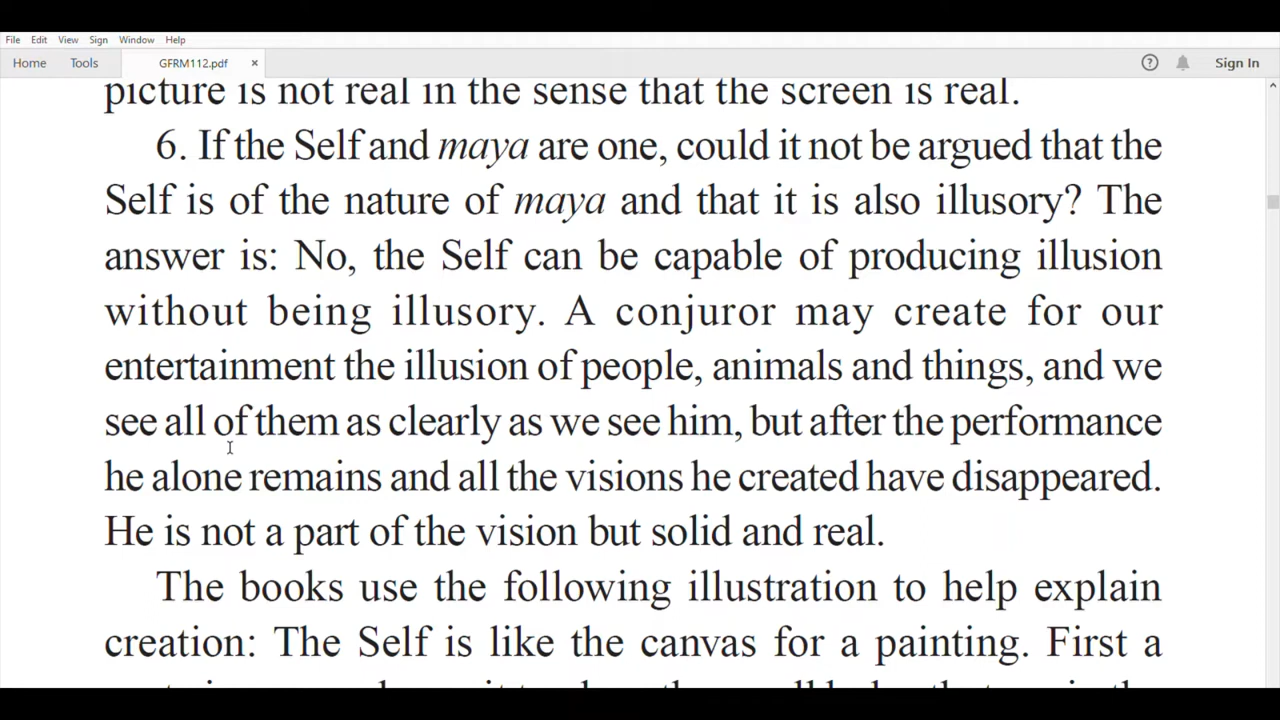 File Edit View Sign Window Help
Home Tools GFRM112.pdf × ? Sign In
picture is not real in the sense that the screen is real.
6. If the Self and maya are one, could it not be argued that the
Self is of the nature of maya and that it is also illusory? The
answer is: No, the Self can be capable of producing illusion
without being illusory. A conjuror may create for our
entertainment the illusion of people, animals and things, and we
see all of them as clearly as we see him, but after the performance
he alone remains and all the visions he created have disappeared.
He is not a part of the vision but solid and real.
The books use the following illustration to help explain
creation: The Self is like the canvas for a painting. First a